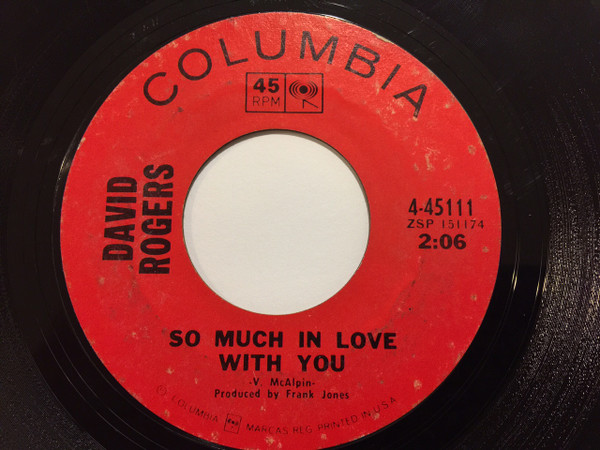 COLUMBIA
45
RPM
DAVID
ROGERS
4-45111
ZSP 151174
2:06
SO MUCH IN LOVE
WITH YOU
-V. McAlpin-
Produced by Frank Jones
COLUMBIA MARCAS REG. PRINTED IN U.S.A.